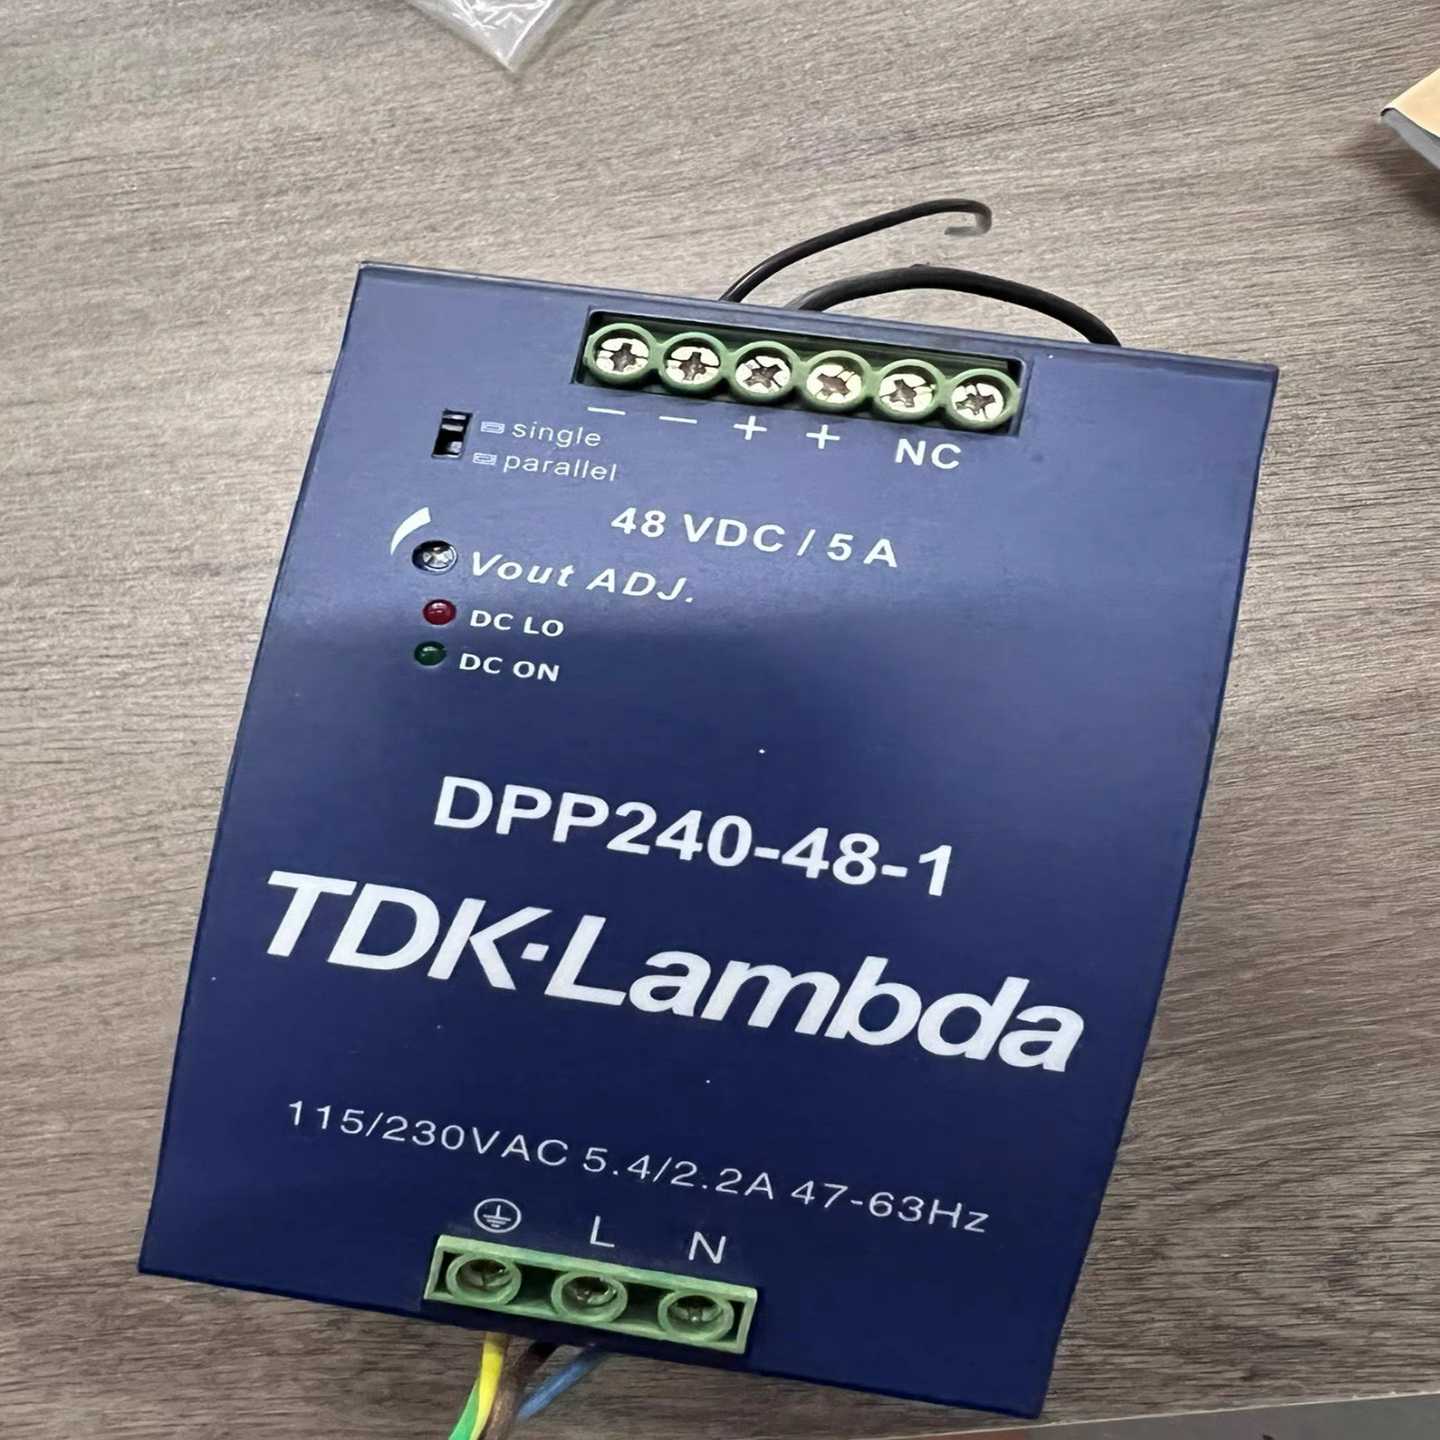 − − + + NC
single
parallel
48 VDC / 5 A
Vout ADJ.
DC LO
DC ON
DPP240-48-1
TDK·Lambda
115/230VAC 5.4/2.2A 47-63Hz
L N